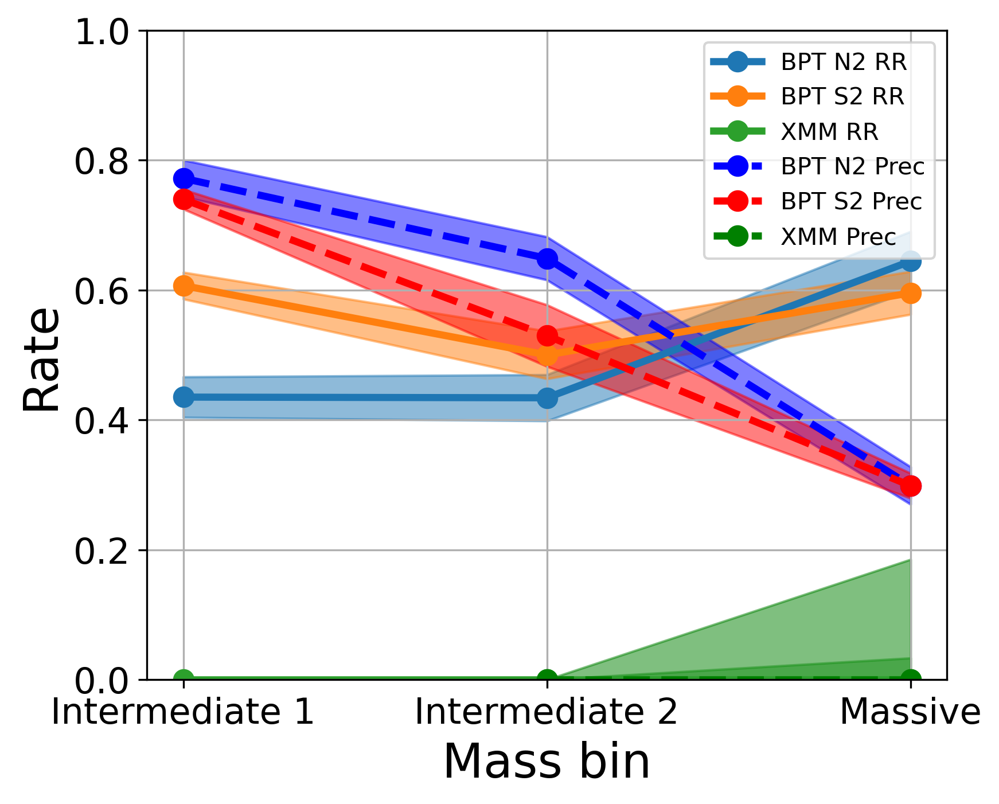 1.0
0.8
0.6
0.4
0.2
0.0
Rate
BPT N2 RR
BPT S2 RR
XMM RR
BPT N2 Prec
BPT S2 Prec
XMM Prec
Intermediate 1
Intermediate 2
Massive
Mass bin